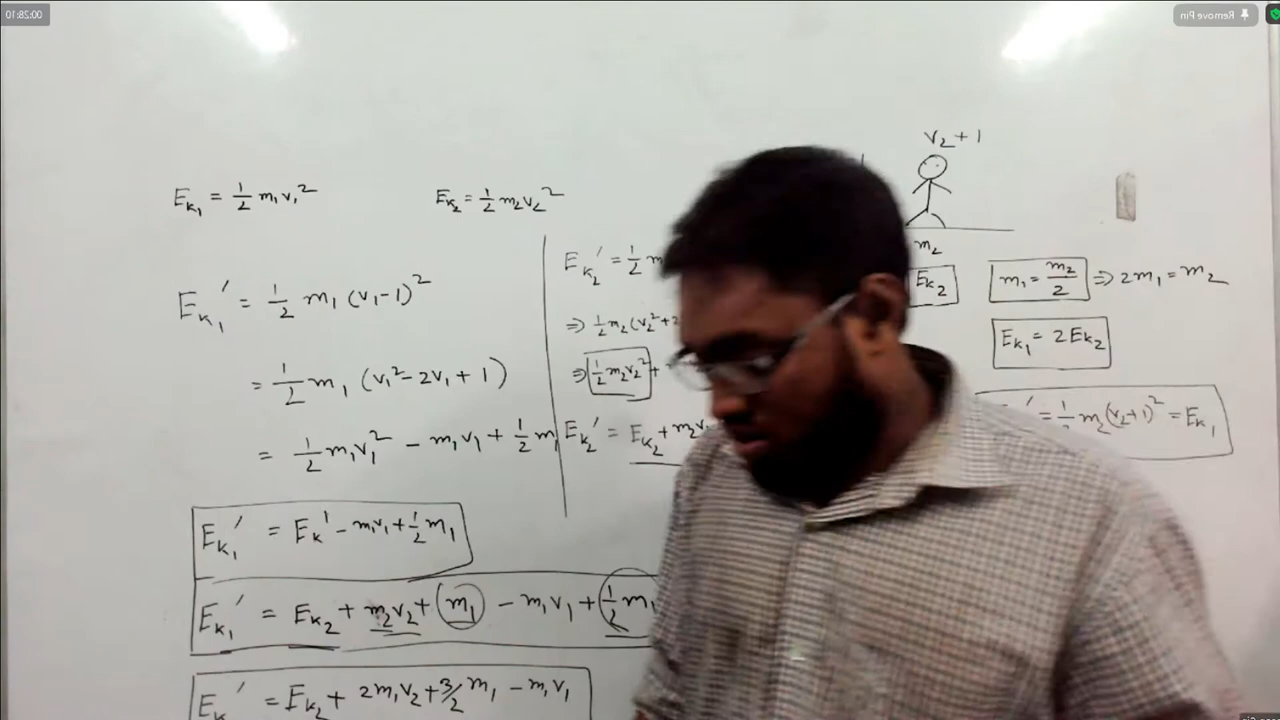 00:28:10
Remove Pin
V₂+1
E_K₁ = 1/2 m₁v₁²
E_K₂ = 1/2 m₂v₂²
m₂
E_K₂
m₁ = m₂/2 ⇒ 2m₁ = m₂
E_K₁ = 2E_K₂
' = 1/2 m₂(v₂+1)² = E_K₁
E_K₁' = 1/2 m₁(v₁-1)²
= 1/2 m₁(v₁²-2v₁+1)
= 1/2 m₁v₁² - m₁v₁ + 1/2 m₁
E_K₂' = 1/2 m
⇒ 1/2 m₂(v₂²+2
⇒ 1/2 m₂v₂² +
E_K₂' = E_K₂ + m₂v₂
E_K₁' = E_K' - m₁v₁ + 1/2 m₁
E_K₁' = E_K₂ + m₂v₂ + m₁ - m₁v₁ + 1/2 m₁
E_K' = E_K₂ + 2m₁v₂ + 3/2 m₁ - m₁v₁